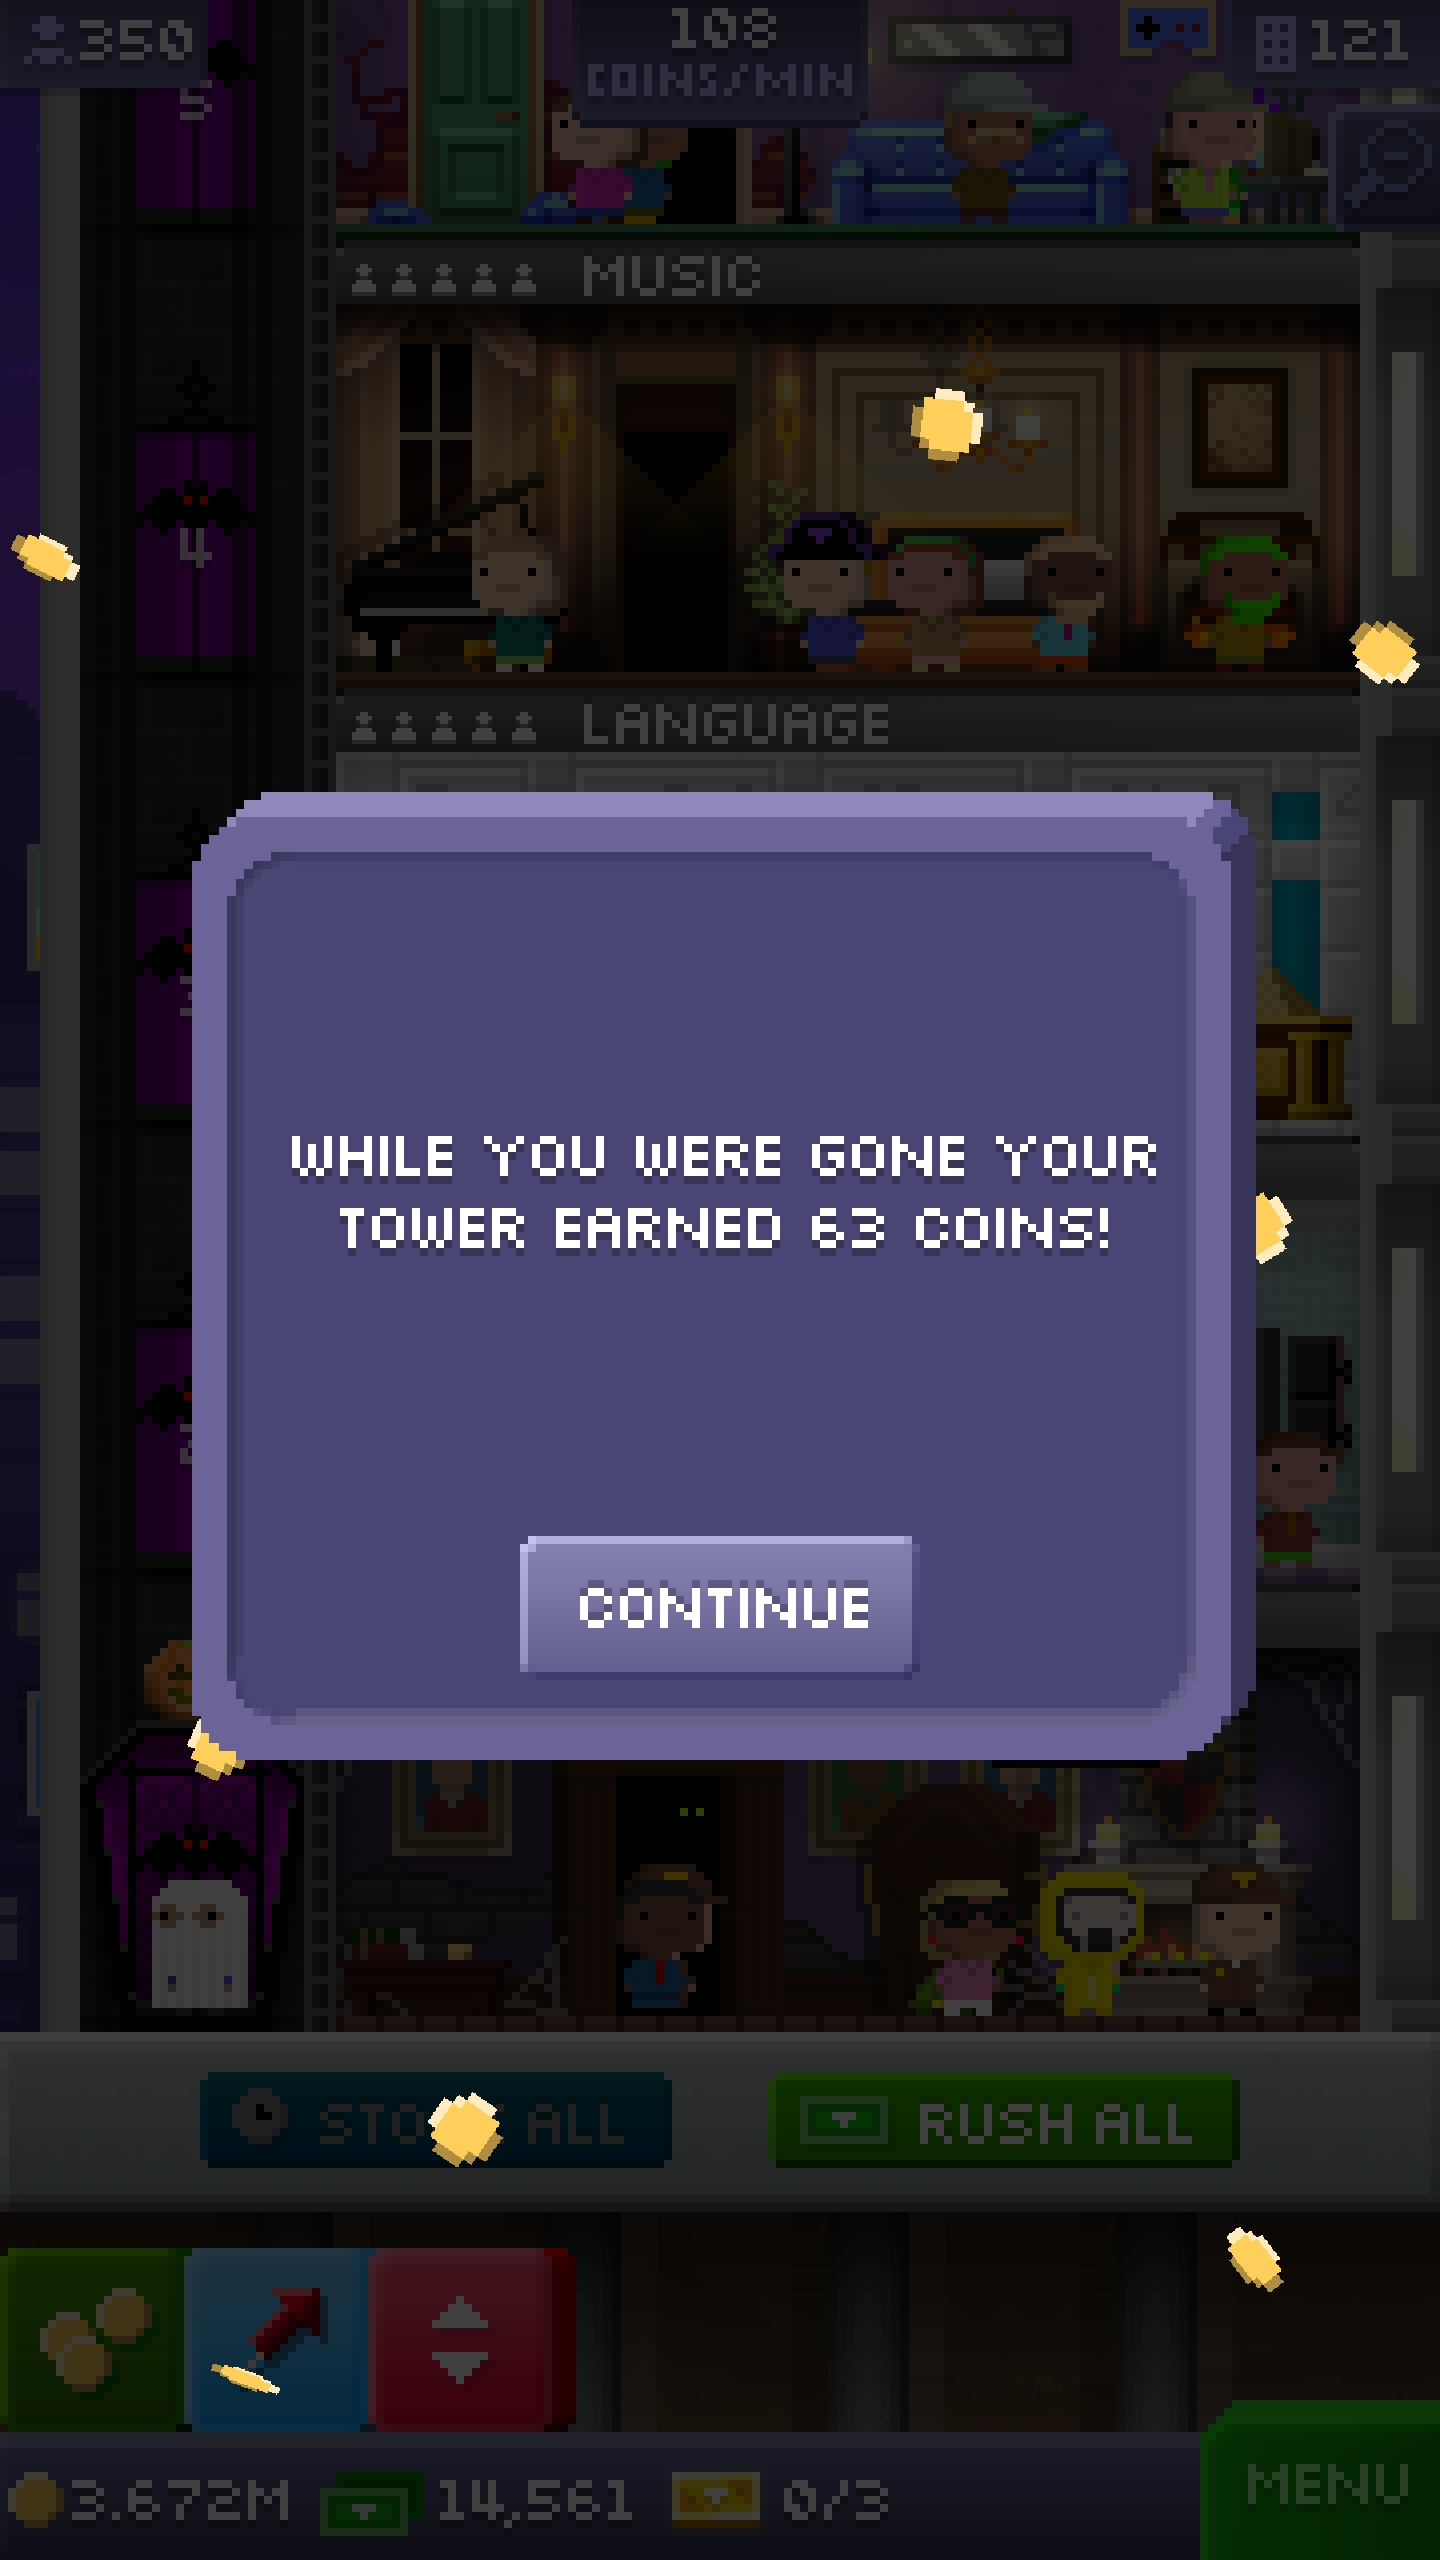 350
108
COINS/MIN
121
5
MUSIC
4
LANGUAGE
WHILE YOU WERE GONE YOUR
TOWER EARNED 63 COINS!
CONTINUE
ALL
RUSH ALL
3.672M
14,561
0/3
MENU